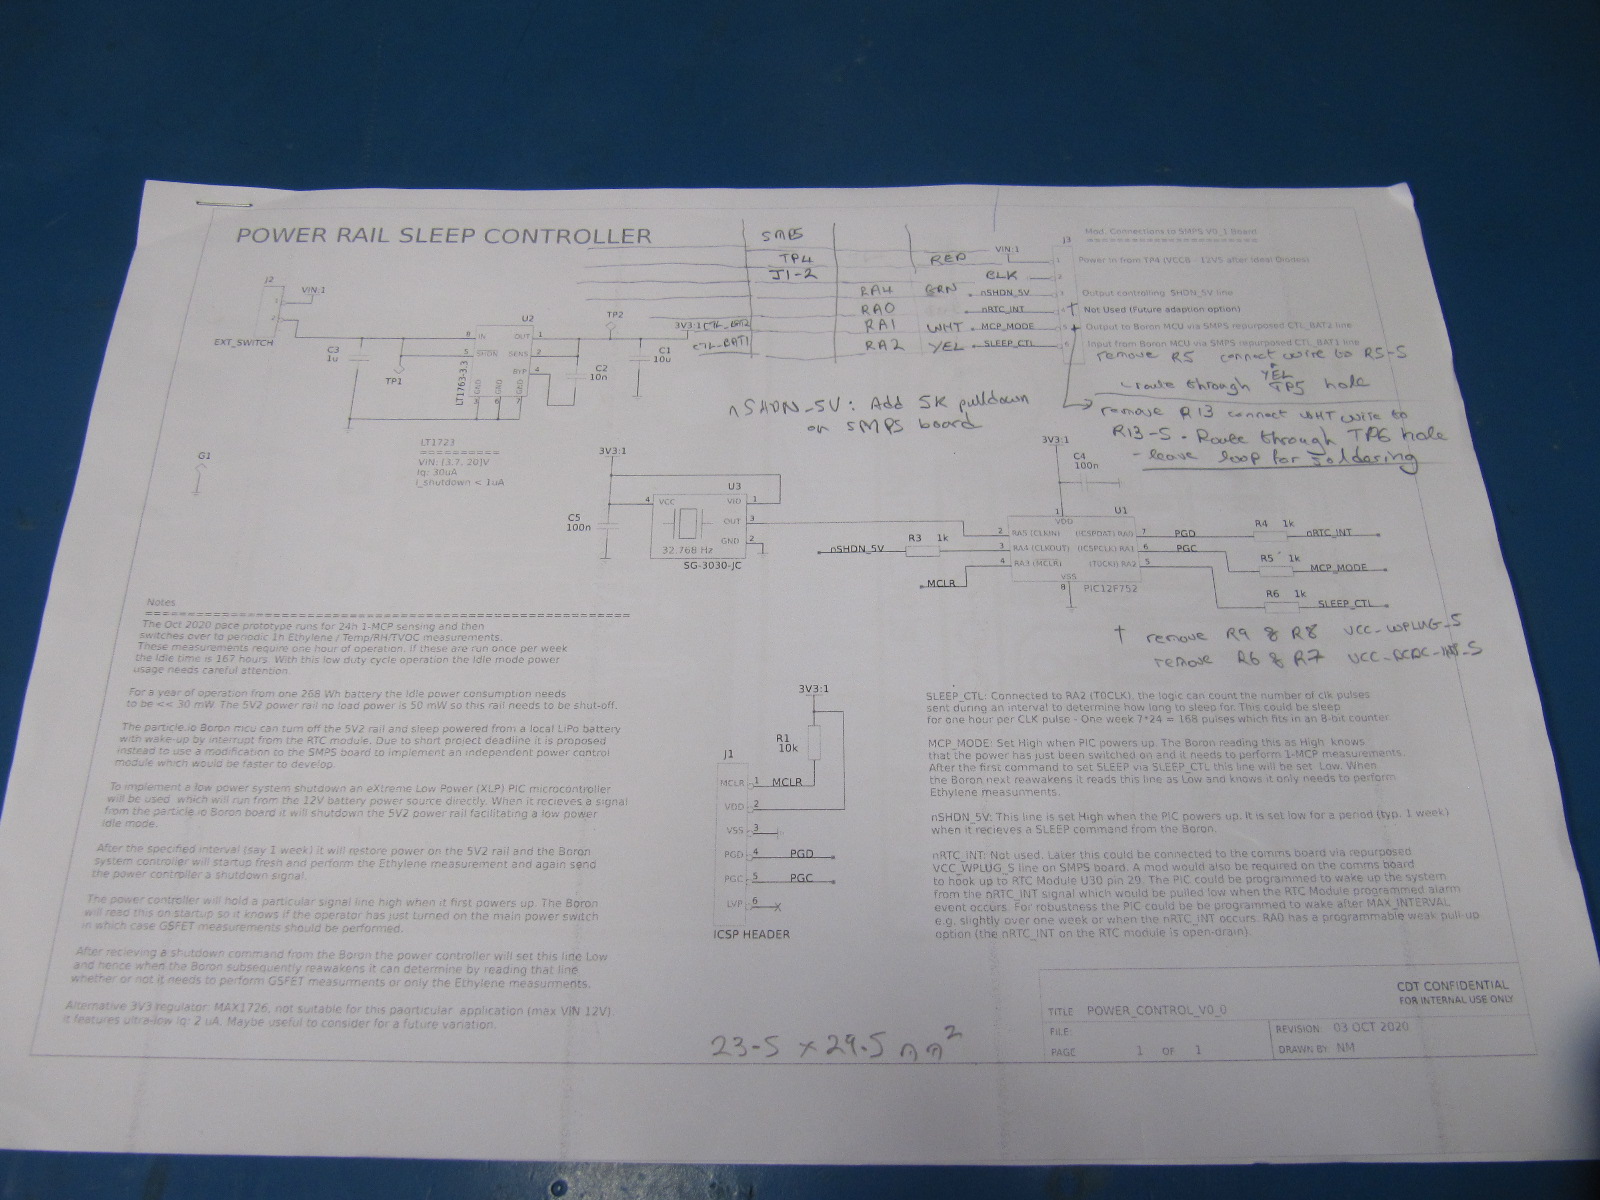 POWER RAIL SLEEP CONTROLLER
SMPS
TP4 RED VIN:1 1
J1-2 BLK 2
RA4 GRN nSHDN_5V 3
RA0 nRTC_INT 4 †
CTL_BAT2 RA1 WHT MCP_MODE 5
CTL_BAT1 RA2 YEL SLEEP_CTL 6
J3
Mod. Connections to SMPS V0_1 Board
=====================
Power in from TP4 (VCC8 - 12VS after Ideal Diodes)
Output controlling SHDN_5V line
Not Used (Future adaption option)
Output to Boron MCU via SMPS repurposed CTL_BAT2 line
Input from Boron MCU via SMPS repurposed CTL_BAT1 line
remove R5 connect wire to R5-S
YEL
- route through TP5 hole
remove R13 connect WHT wire to
R13-S. Route through TP6 hole
- leave loop for soldering
nSHDN_5V: Add 5K pulldown
on SMPS board
J2
VIN:1
1
2
EXT_SWITCH
C3
1u
TP1
U2
6 IN OUT 1
5 SHDN SENS 2
BYP 4
LT1763-3.3
GND GND GND
3 6 7
TP2
3V3:1
C2
10n
C1
10u
LT1723
==========
VIN: [3.7, 20]V
Iq: 30uA
I_shutdown < 1uA
G1
3V3:1
C5
100n
U3
4 VCC V/D 1
OUT 3
GND 2
32.768 Hz
SG-3030-JC
3V3:1
C4
100n
U1
1
VDD
2 RA5 (CLKIN) (ICSPDAT) RA0 7 PGD
3 RA4 (CLKOUT) (ICSPCLK) RA1 6 PGC
4 RA3 (MCLR) (T0CKI) RA2 5
VSS
8
PIC12F752
nSHDN_5V
R3 1k
MCLR
R4 1k nRTC_INT
R5 1k MCP_MODE
R6 1k SLEEP_CTL
† remove R9 & R8 VCC_WPLUG_S
remove R6 & R7
Notes
====================================================
The Oct 2020 pace prototype runs for 24h 1-MCP sensing and then
switches over to periodic 1h Ethylene / Temp/RH/TVOC measurements.
These measurements require one hour of operation. If these are run once per week
the Idle time is 167 hours. With this low duty cycle operation the Idle mode power
usage needs careful attention.
For a year of operation from one 268 Wh battery the Idle power consumption needs
to be << 30 mW. The 5V2 power rail no load power is 50 mW so this rail needs to be shut-off.
The particle.io Boron mcu can turn off the 5V2 rail and sleep powered from a local LiPo battery
with wake-up by interrupt from the RTC module. Due to short project deadline it is proposed
instead to use a modification to the SMPS board to implement an independent power control
module which would be faster to develop.
To implement a low power system shutdown an eXtreme Low Power (XLP) PIC microcontroller
will be used which will run from the 12V battery power source directly. When it recieves a signal
from the particle.io Boron board it will shutdown the 5V2 power rail facilitating a low power
idle mode.
After the specified interval (say 1 week) it will restore power on the 5V2 rail and the Boron
system controller will startup fresh and perform the Ethylene measurement and again send
the power controller a shutdown signal.
The power controller will hold a particular signal line high when it first powers up. The Boron
will read this on startup so it knows if the operator has just turned on the main power switch
in which case GSFET measurements should be performed.
After recieving a shutdown command from the Boron the power controller will set this line Low
and hence when the Boron subsequently reawakens it can determine by reading that line
whether or not it needs to perform GSFET measurments or only the Ethylene measurments.
Alternative 3V3 regulator: MAX1726, not suitable for this paorticular application (max VIN 12V).
It features ultra-low Iq: 2 uA. Maybe useful to consider for a future variation.
3V3:1
R1
10k
J1
MCLR 1 MCLR
VDD 2
VSS 3
PGD 4 PGD
PGC 5 PGC
LVP 6
ICSP HEADER
SLEEP_CTL: Connected to RA2 (T0CLK), the logic can count the number of clk pulses
sent during an interval to determine how long to sleep for. This could be sleep
for one hour per CLK pulse - One week 7*24 = 168 pulses which fits in an 8-bit counter
MCP_MODE: Set High when PIC powers up. The Boron reading this as High knows
that the power has just been switched on and it needs to perform 1-MCP measurements.
After the first command to set SLEEP via SLEEP_CTL this line will be set Low. When
the Boron next reawakens it reads this line as Low and knows it only needs to perform
Ethylene measurments.
nSHDN_5V: This line is set High when the PIC powers up. It is set low for a period (typ. 1 week)
when it recieves a SLEEP command from the Boron.
nRTC_INT: Not used. Later this could be connected to the comms board via repurposed
VCC_WPLUG_S line on SMPS board. A mod would also be required on the comms board
to hook up to RTC Module U30 pin 29. The PIC could be programmed to wake up the system
from the nRTC_INT signal which would be pulled low when the RTC Module programmed alarm
event occurs. For robustness the PIC could be be programmed to wake after MAX_INTERVAL
e.g. slightly over one week or when the nRTC_INT occurs. RA0 has a programmable weak pull-up
option (the nRTC_INT on the RTC module is open-drain).
23.5 x 29.5 mm²
CDT CONFIDENTIAL
FOR INTERNAL USE ONLY
TITLE POWER_CONTROL_V0_0
FILE: REVISION: 03 OCT 2020
PAGE 1 OF 1 DRAWN BY: NM